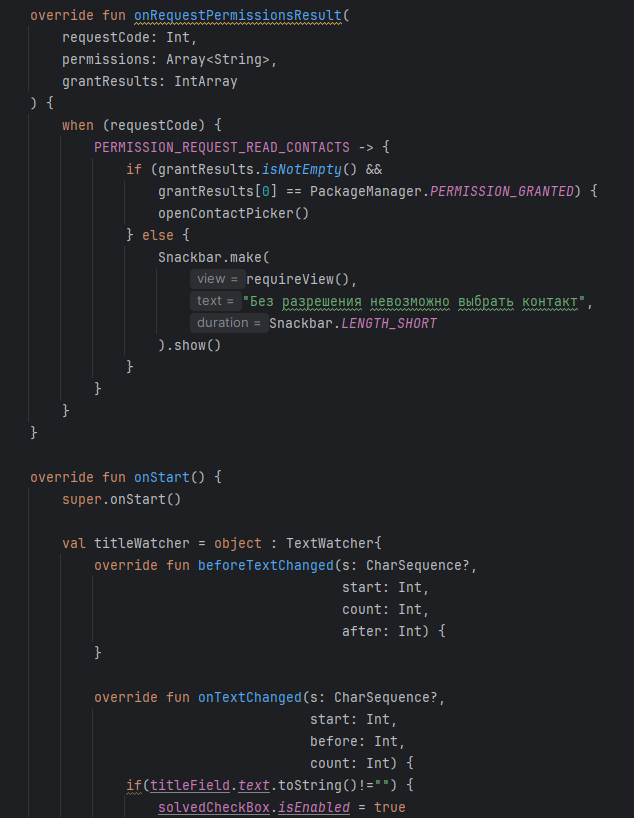 override fun onRequestPermissionsResult(
requestCode: Int,
permissions: Array<String>,
grantResults: IntArray
) {
when (requestCode) {
PERMISSION_REQUEST_READ_CONTACTS -> {
if (grantResults.isNotEmpty() &&
grantResults[0] == PackageManager.PERMISSION_GRANTED) {
openContactPicker()
} else {
Snackbar.make(
view = requireView(),
text = "Без разрешения невозможно выбрать контакт",
duration = Snackbar.LENGTH_SHORT
).show()
}
}
}
}
override fun onStart() {
super.onStart()
val titleWatcher = object : TextWatcher{
override fun beforeTextChanged(s: CharSequence?,
start: Int,
count: Int,
after: Int) {
}
override fun onTextChanged(s: CharSequence?,
start: Int,
before: Int,
count: Int) {
if(titleField.text.toString()!="") {
solvedCheckBox.isEnabled = true